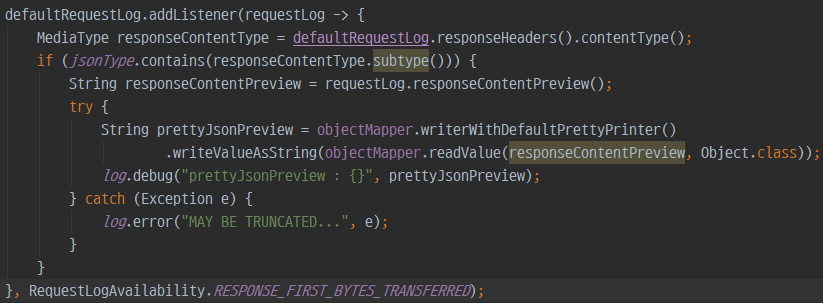 defaultRequestLog.addListener(requestLog -> {
    MediaType responseContentType = defaultRequestLog.responseHeaders().contentType();
    if (jsonType.contains(responseContentType.subtype())) {
        String responseContentPreview = requestLog.responseContentPreview();
        try {
            String prettyJsonPreview = objectMapper.writerWithDefaultPrettyPrinter()
                    .writeValueAsString(objectMapper.readValue(responseContentPreview, Object.class));
            log.debug("prettyJsonPreview : {}", prettyJsonPreview);
        } catch (Exception e) {
            log.error("MAY BE TRUNCATED...", e);
        }
    }
}, RequestLogAvailability.RESPONSE_FIRST_BYTES_TRANSFERRED);